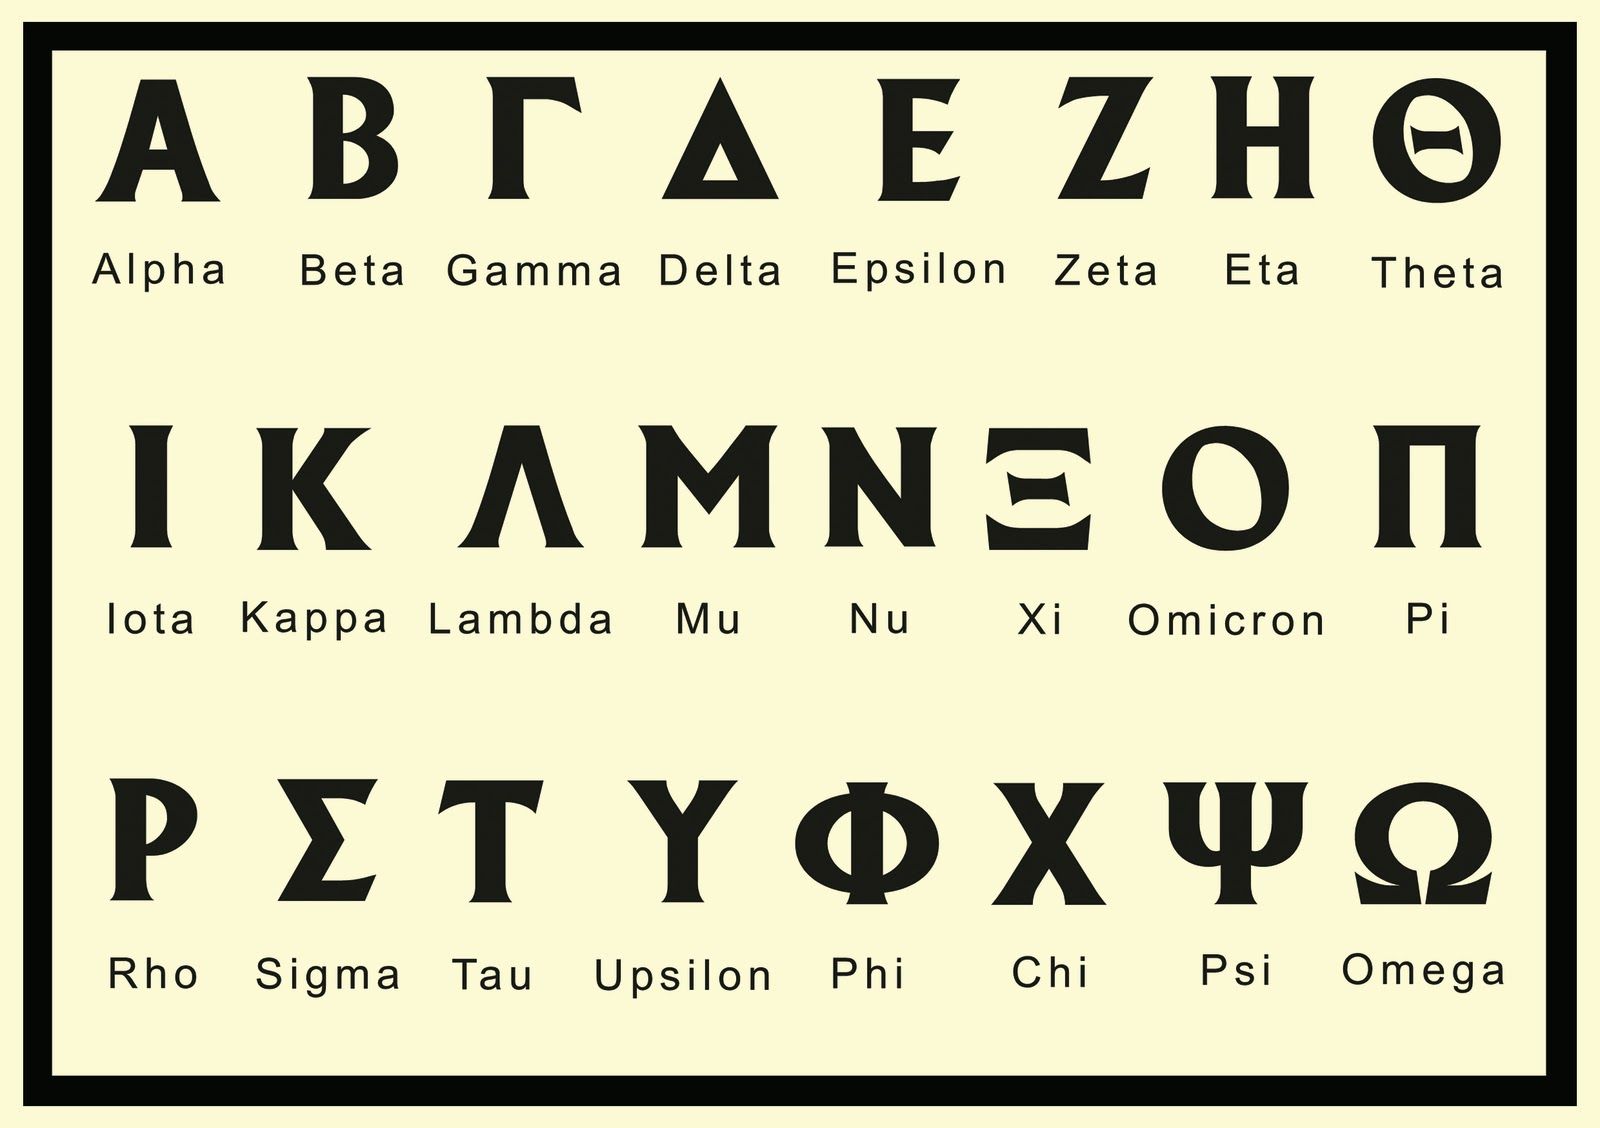 Α Β Γ Δ Ε Ζ Η Θ
Alpha Beta Gamma Delta Epsilon Zeta Eta Theta
Ι Κ Λ Μ Ν Ξ Ο Π
Iota Kappa Lambda Mu Nu Xi Omicron Pi
Ρ Σ Τ Υ Φ Χ Ψ Ω
Rho Sigma Tau Upsilon Phi Chi Psi Omega